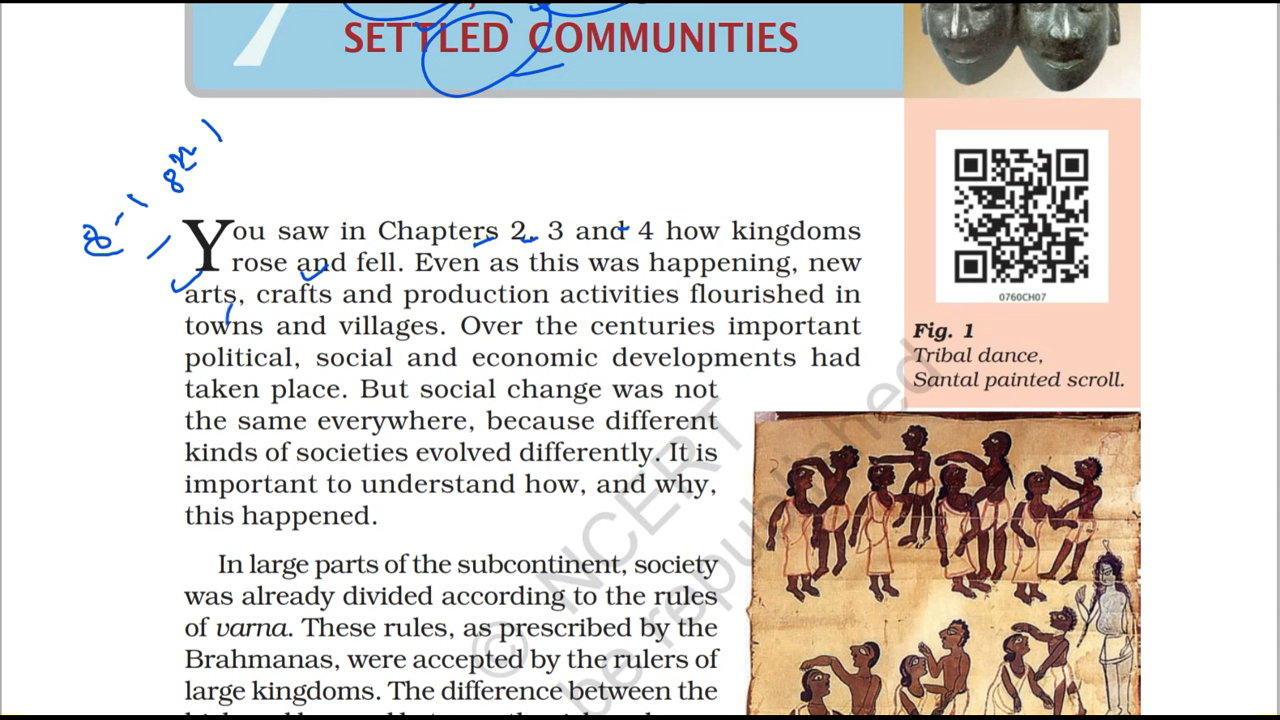 7
SETTLED COMMUNITIES
You saw in Chapters 2, 3 and 4 how kingdoms
rose and fell. Even as this was happening, new
arts, crafts and production activities flourished in
towns and villages. Over the centuries important
political, social and economic developments had
taken place. But social change was not
the same everywhere, because different
kinds of societies evolved differently. It is
important to understand how, and why,
this happened.
In large parts of the subcontinent, society
was already divided according to the rules
of varna. These rules, as prescribed by the
Brahmanas, were accepted by the rulers of
large kingdoms. The difference between the
0760CH07
Fig. 1
Tribal dance,
Santal painted scroll.
© NCERT
be republished